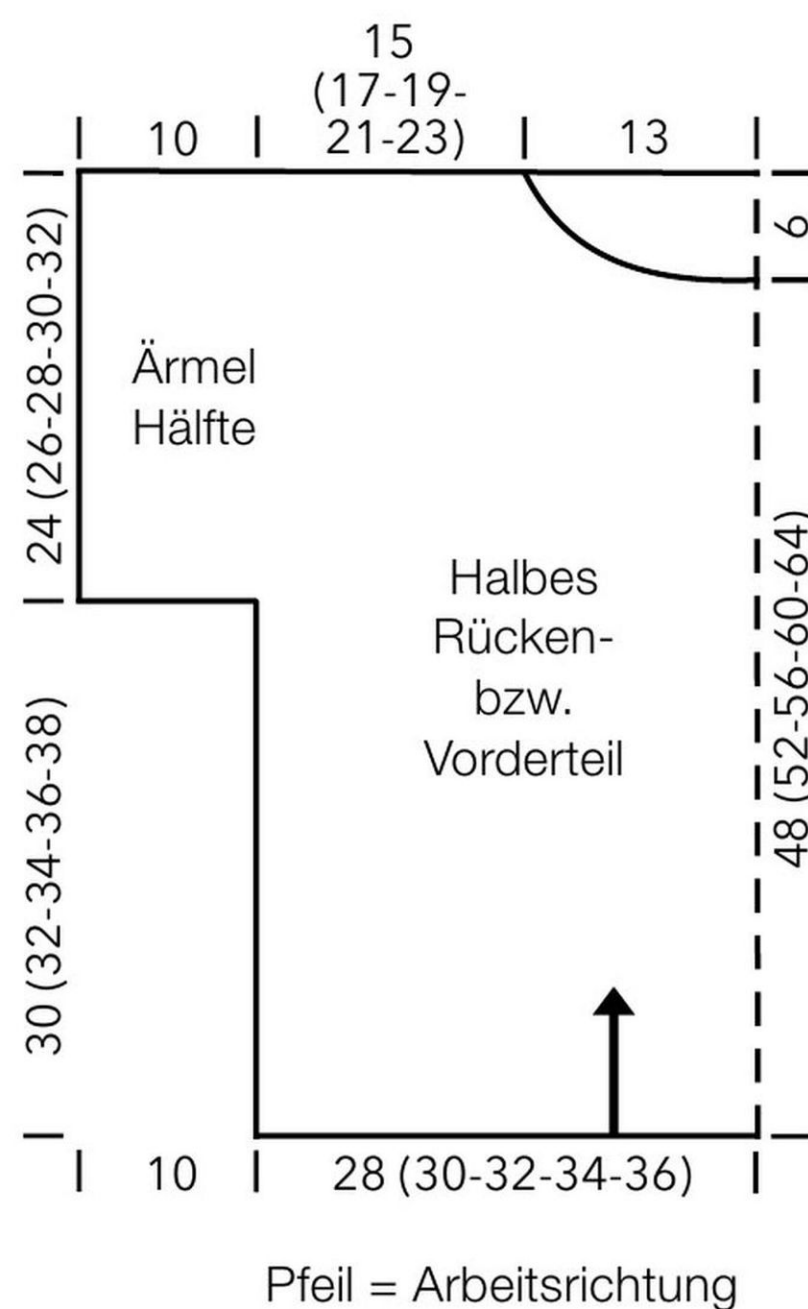 15
(17-19-
10 21-23) 13
24 (26-28-30-32)
6
Ärmel
Hälfte
Halbes
Rücken-
bzw.
Vorderteil
48 (52-56-60-64)
30 (32-34-36-38)
10 28 (30-32-34-36)
Pfeil = Arbeitsrichtung